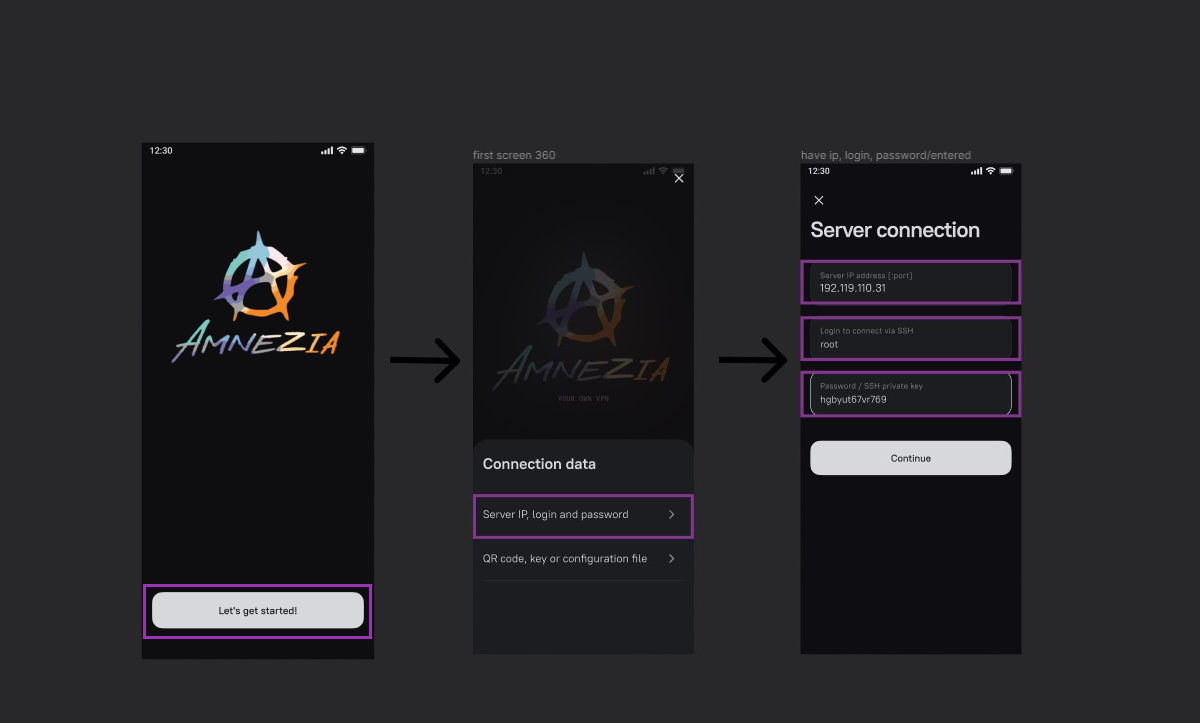 12:30
AMNEZIA
Let's get started!
first screen 360
12:30
AMNEZIA
YOUR OWN VPN
Connection data
Server IP, login and password
QR code, key or configuration file
have ip, login, password/entered
12:30
Server connection
Server IP address [:port]
192.119.110.31
Login to connect via SSH
root
Password / SSH private key
hgbyut67vr769
Continue